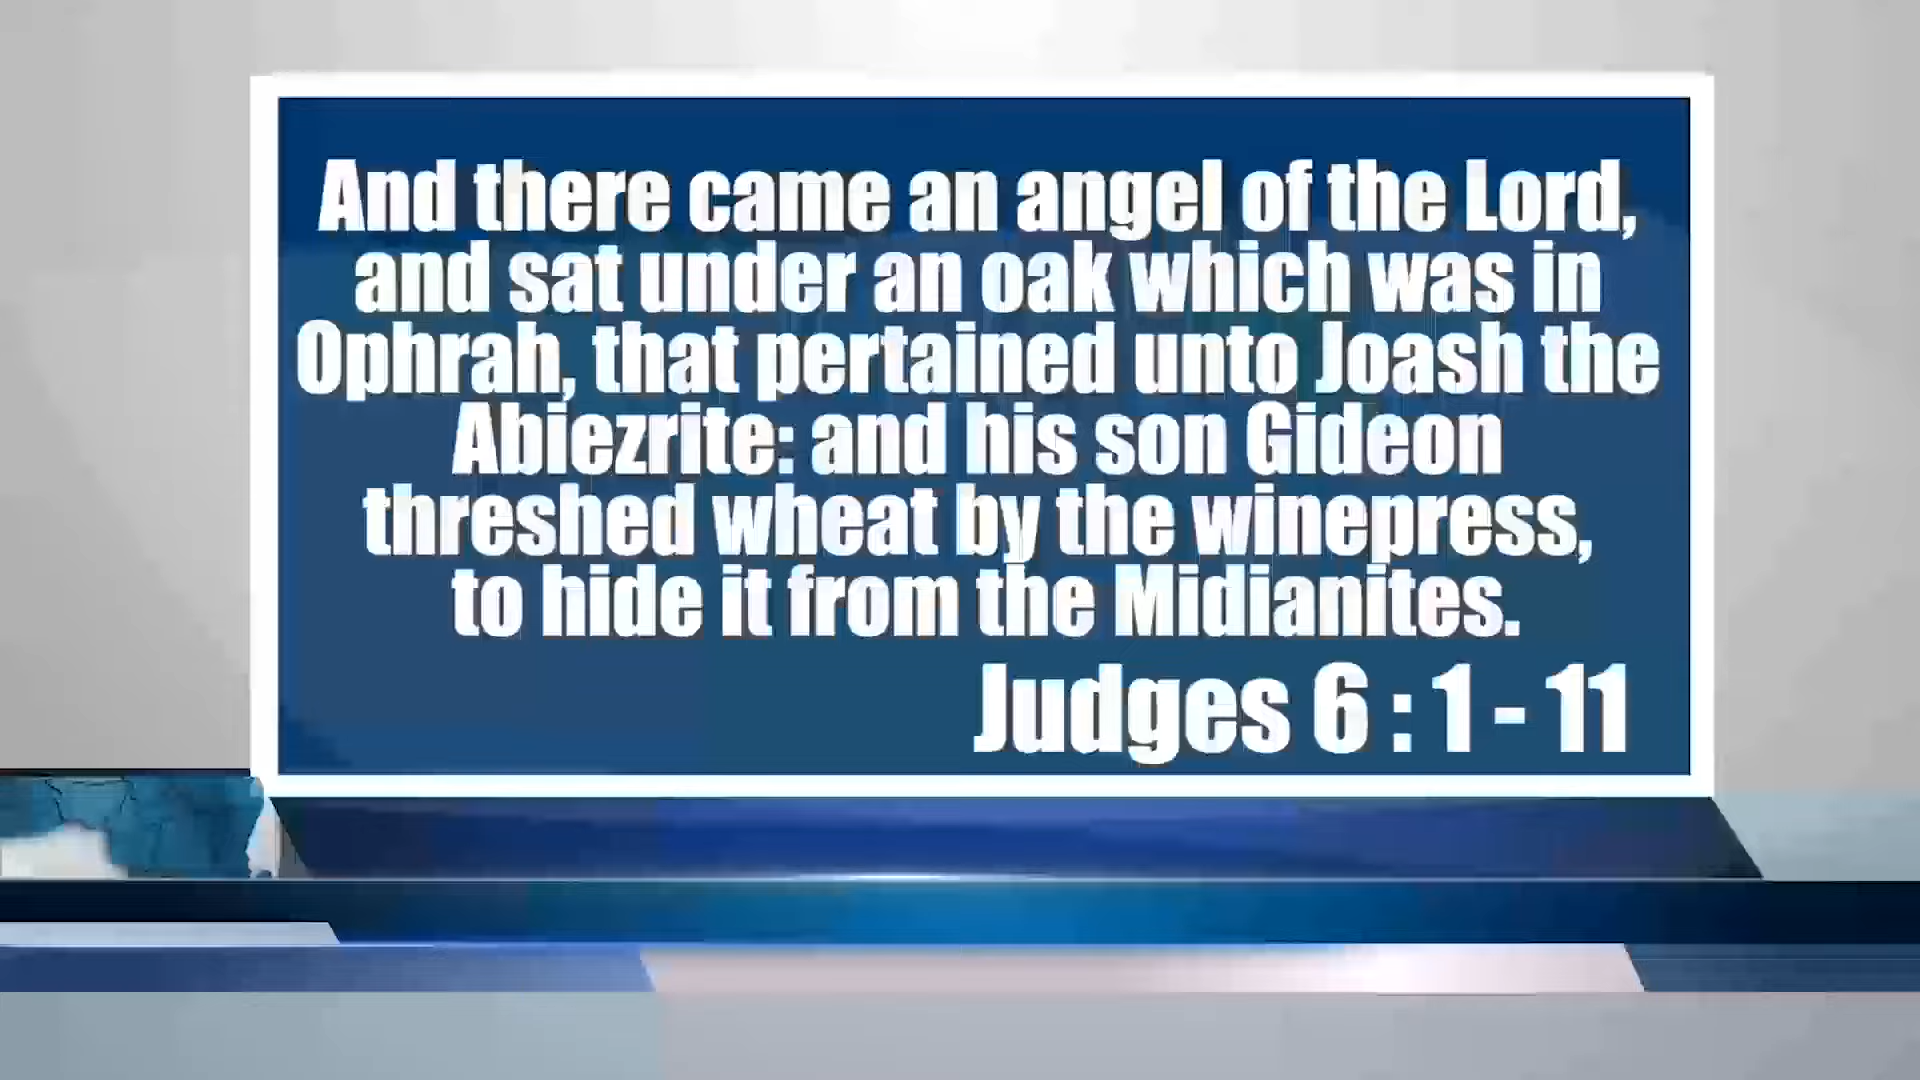 And there came an angel of the Lord,
and sat under an oak which was in
Ophrah, that pertained unto Joash the
Abiezrite: and his son Gideon
threshed wheat by the winepress,
to hide it from the Midianites.
Judges 6 : 1 - 11